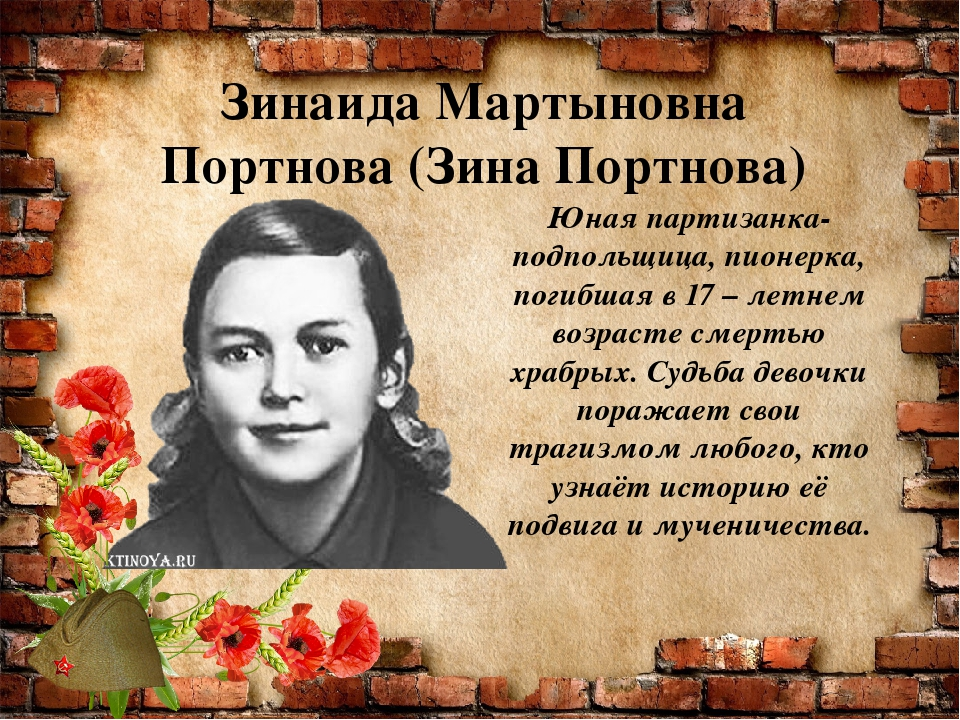 Зинаида Мартыновна
Портнова (Зина Портнова)
Юная партизанка-
подпольщица, пионерка,
погибшая в 17 – летнем
возрасте смертью
храбрых. Судьба девочки
поражает свои
трагизмом любого, кто
узнаёт историю её
подвига и мученичества.
KTINOYA.RU